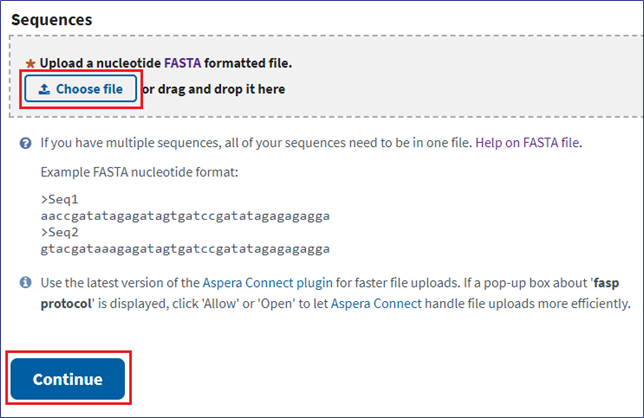 Sequences
★ Upload a nucleotide FASTA formatted file.
Choose file or drag and drop it here
If you have multiple sequences, all of your sequences need to be in one file. Help on FASTA file.
Example FASTA nucleotide format:
>Seq1
aaccgatatagagatagtgatccgatatagagagagga
>Seq2
gtacgataaagagatagtgatccgatatagagagagga
Use the latest version of the Aspera Connect plugin for faster file uploads. If a pop-up box about 'fasp
protocol' is displayed, click 'Allow' or 'Open' to let Aspera Connect handle file uploads more efficiently.
Continue